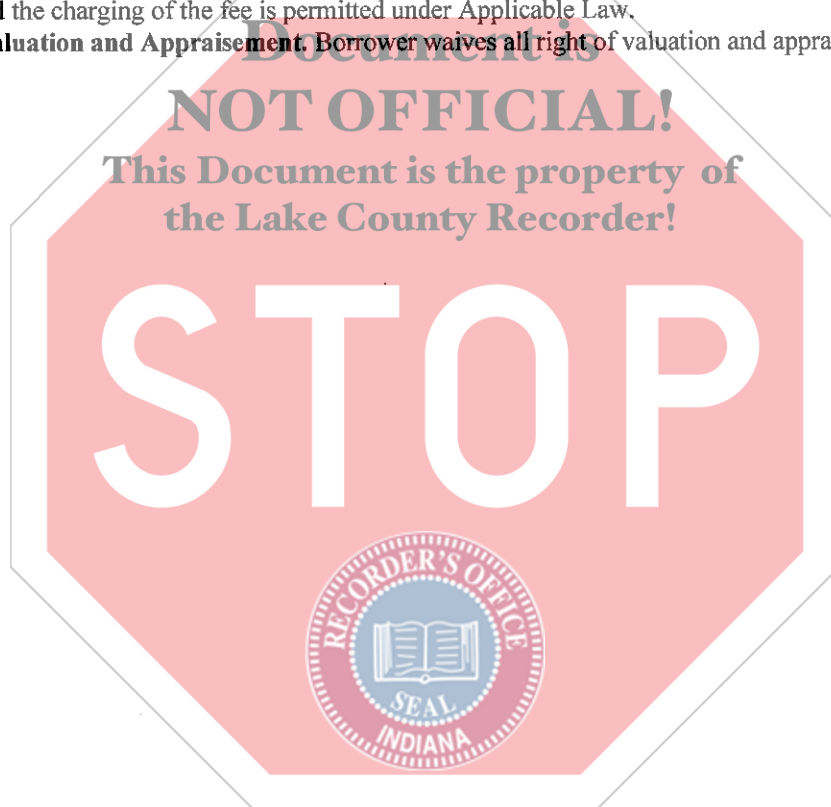 the charging of the fee is permitted under Applicable Law.
and Appraisement. Borrower waives all right of valuation and
Document is
NOT OFFICIAL!
This Document is the property of
the Lake County Recorder!
STOP
RECORDER'S OFFICE
SEAL
INDIANA